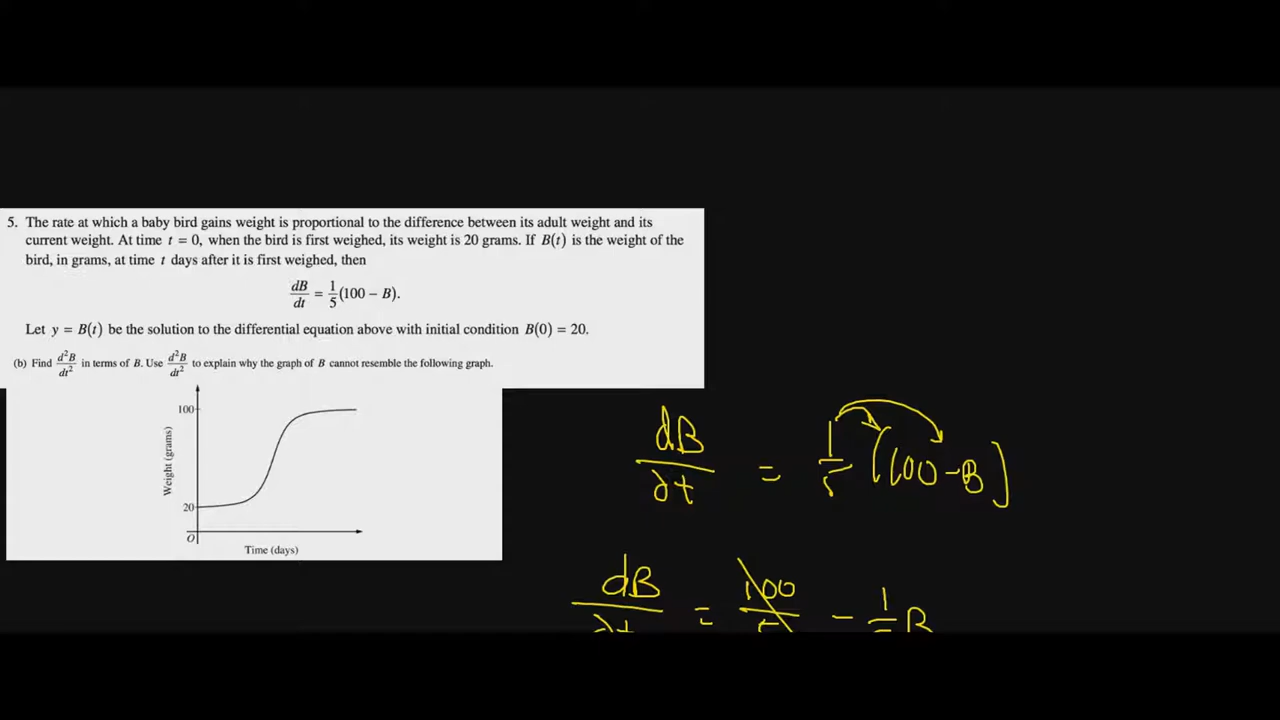 5. The rate at which a baby bird gains weight is proportional to the difference between its adult weight and its
current weight. At time t = 0, when the bird is first weighed, its weight is 20 grams. If B(t) is the weight of the
bird, in grams, at time t days after it is first weighed, then
dB/dt = 1/5(100 − B).
Let y = B(t) be the solution to the differential equation above with initial condition B(0) = 20.
(b) Find d²B/dt² in terms of B. Use d²B/dt² to explain why the graph of B cannot resemble the following graph.
100
Weight (grams)
20
O
Time (days)
dB/dt = 1/5 (100 - B)
dB/dt = 100/5 - 1/5 B